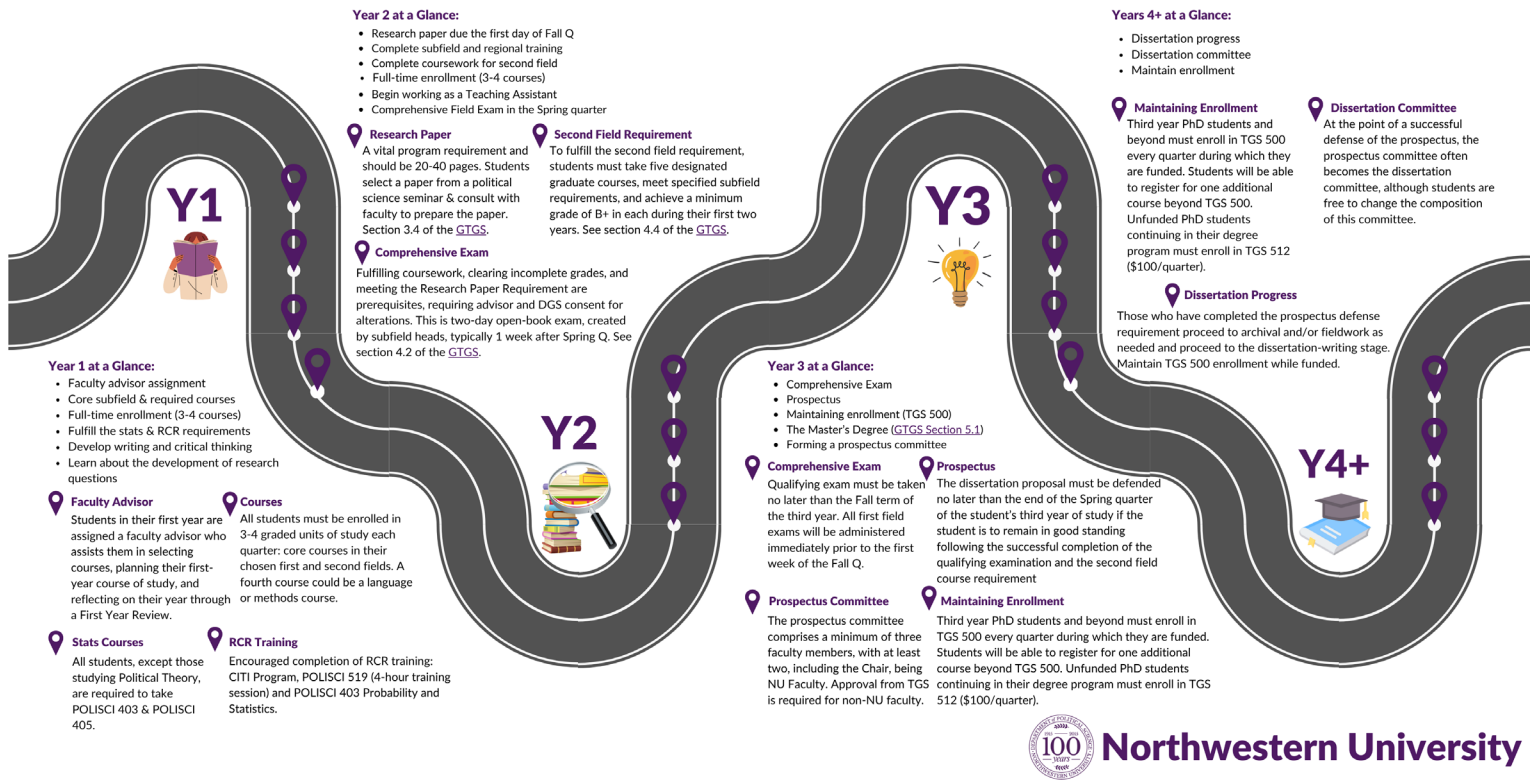 Y1
Year 1 at a Glance:
Faculty advisor assignment
Core subfield & required courses
Full-time enrollment (3-4 courses)
Fulfill the stats & RCR requirements
Develop writing and critical thinking
Learn about the development of research
questions
Faculty Advisor
Students in their first year are
assigned a faculty advisor who
assists them in selecting
courses, planning their first-
year course of study, and
reflecting on their year through
a First Year Review.
Courses
All students must be enrolled in
3-4 graded units of study each
quarter: core courses in their
chosen first and second fields. A
fourth course could be a language
or methods course.
Stats Courses
All students, except those
studying Political Theory,
are required to take
POLISCI 403 & POLISCI
405.
RCR Training
Encouraged completion of RCR training:
CITI Program, POLISCI 519 (4-hour training
session) and POLISCI 403 Probability and
Statistics.
Year 2 at a Glance:
Research paper due the first day of Fall Q
Complete subfield and regional training
Complete coursework for second field
Full-time enrollment (3-4 courses)
Begin working as a Teaching Assistant
Comprehensive Field Exam in the Spring quarter
Research Paper
A vital program requirement and
should be 20-40 pages. Students
select a paper from a political
science seminar & consult with
faculty to prepare the paper.
Section 3.4 of the GTGS.
Second Field Requirement
To fulfill the second field requirement,
students must take five designated
graduate courses, meet specified subfield
requirements, and achieve a minimum
grade of B+ in each during their first two
years. See section 4.4 of the GTGS.
Comprehensive Exam
Fulfilling coursework, clearing incomplete grades, and
meeting the Research Paper Requirement are
prerequisites, requiring advisor and DGS consent for
alterations. This is two-day open-book exam, created
by subfield heads, typically 1 week after Spring Q. See
section 4.2 of the GTGS.
Y2
Y3
Year 3 at a Glance:
Comprehensive Exam
Prospectus
Maintaining enrollment (TGS 500)
The Master's Degree (GTGS Section 5.1)
Forming a prospectus committee
Comprehensive Exam
Qualifying exam must be taken
no later than the Fall term of
the third year. All first field
exams will be administered
immediately prior to the first
week of the Fall Q.
Prospectus
The dissertation proposal must be defended
no later than the end of the Spring quarter
of the student's third year of study if the
student is to remain in good standing
following the successful completion of the
qualifying examination and the second field
course requirement
Prospectus Committee
The prospectus committee
comprises a minimum of three
faculty members, with at least
two, including the Chair, being
NU Faculty. Approval from TGS
is required for non-NU faculty.
Maintaining Enrollment
Third year PhD students and beyond must enroll in
TGS 500 every quarter during which they are funded.
Students will be able to register for one additional
course beyond TGS 500. Unfunded PhD students
continuing in their degree program must enroll in TGS
512 ($100/quarter).
Years 4+ at a Glance:
Dissertation progress
Dissertation committee
Maintain enrollment
Maintaining Enrollment
Third year PhD students and
beyond must enroll in TGS 500
every quarter during which they
are funded. Students will be able
to register for one additional
course beyond TGS 500.
Unfunded PhD students
continuing in their degree
program must enroll in TGS 512
($100/quarter).
Dissertation Committee
At the point of a successful
defense of the prospectus, the
prospectus committee often
becomes the dissertation
committee, although students are
free to change the composition
of this committee.
Dissertation Progress
Those who have completed the prospectus defense
requirement proceed to archival and/or fieldwork as
needed and proceed to the dissertation-writing stage.
Maintain TGS 500 enrollment while funded.
Y4+
DEPARTMENT of POLITICAL SCIENCE
100
years
NORTHWESTERN UNIVERSITY
Northwestern University